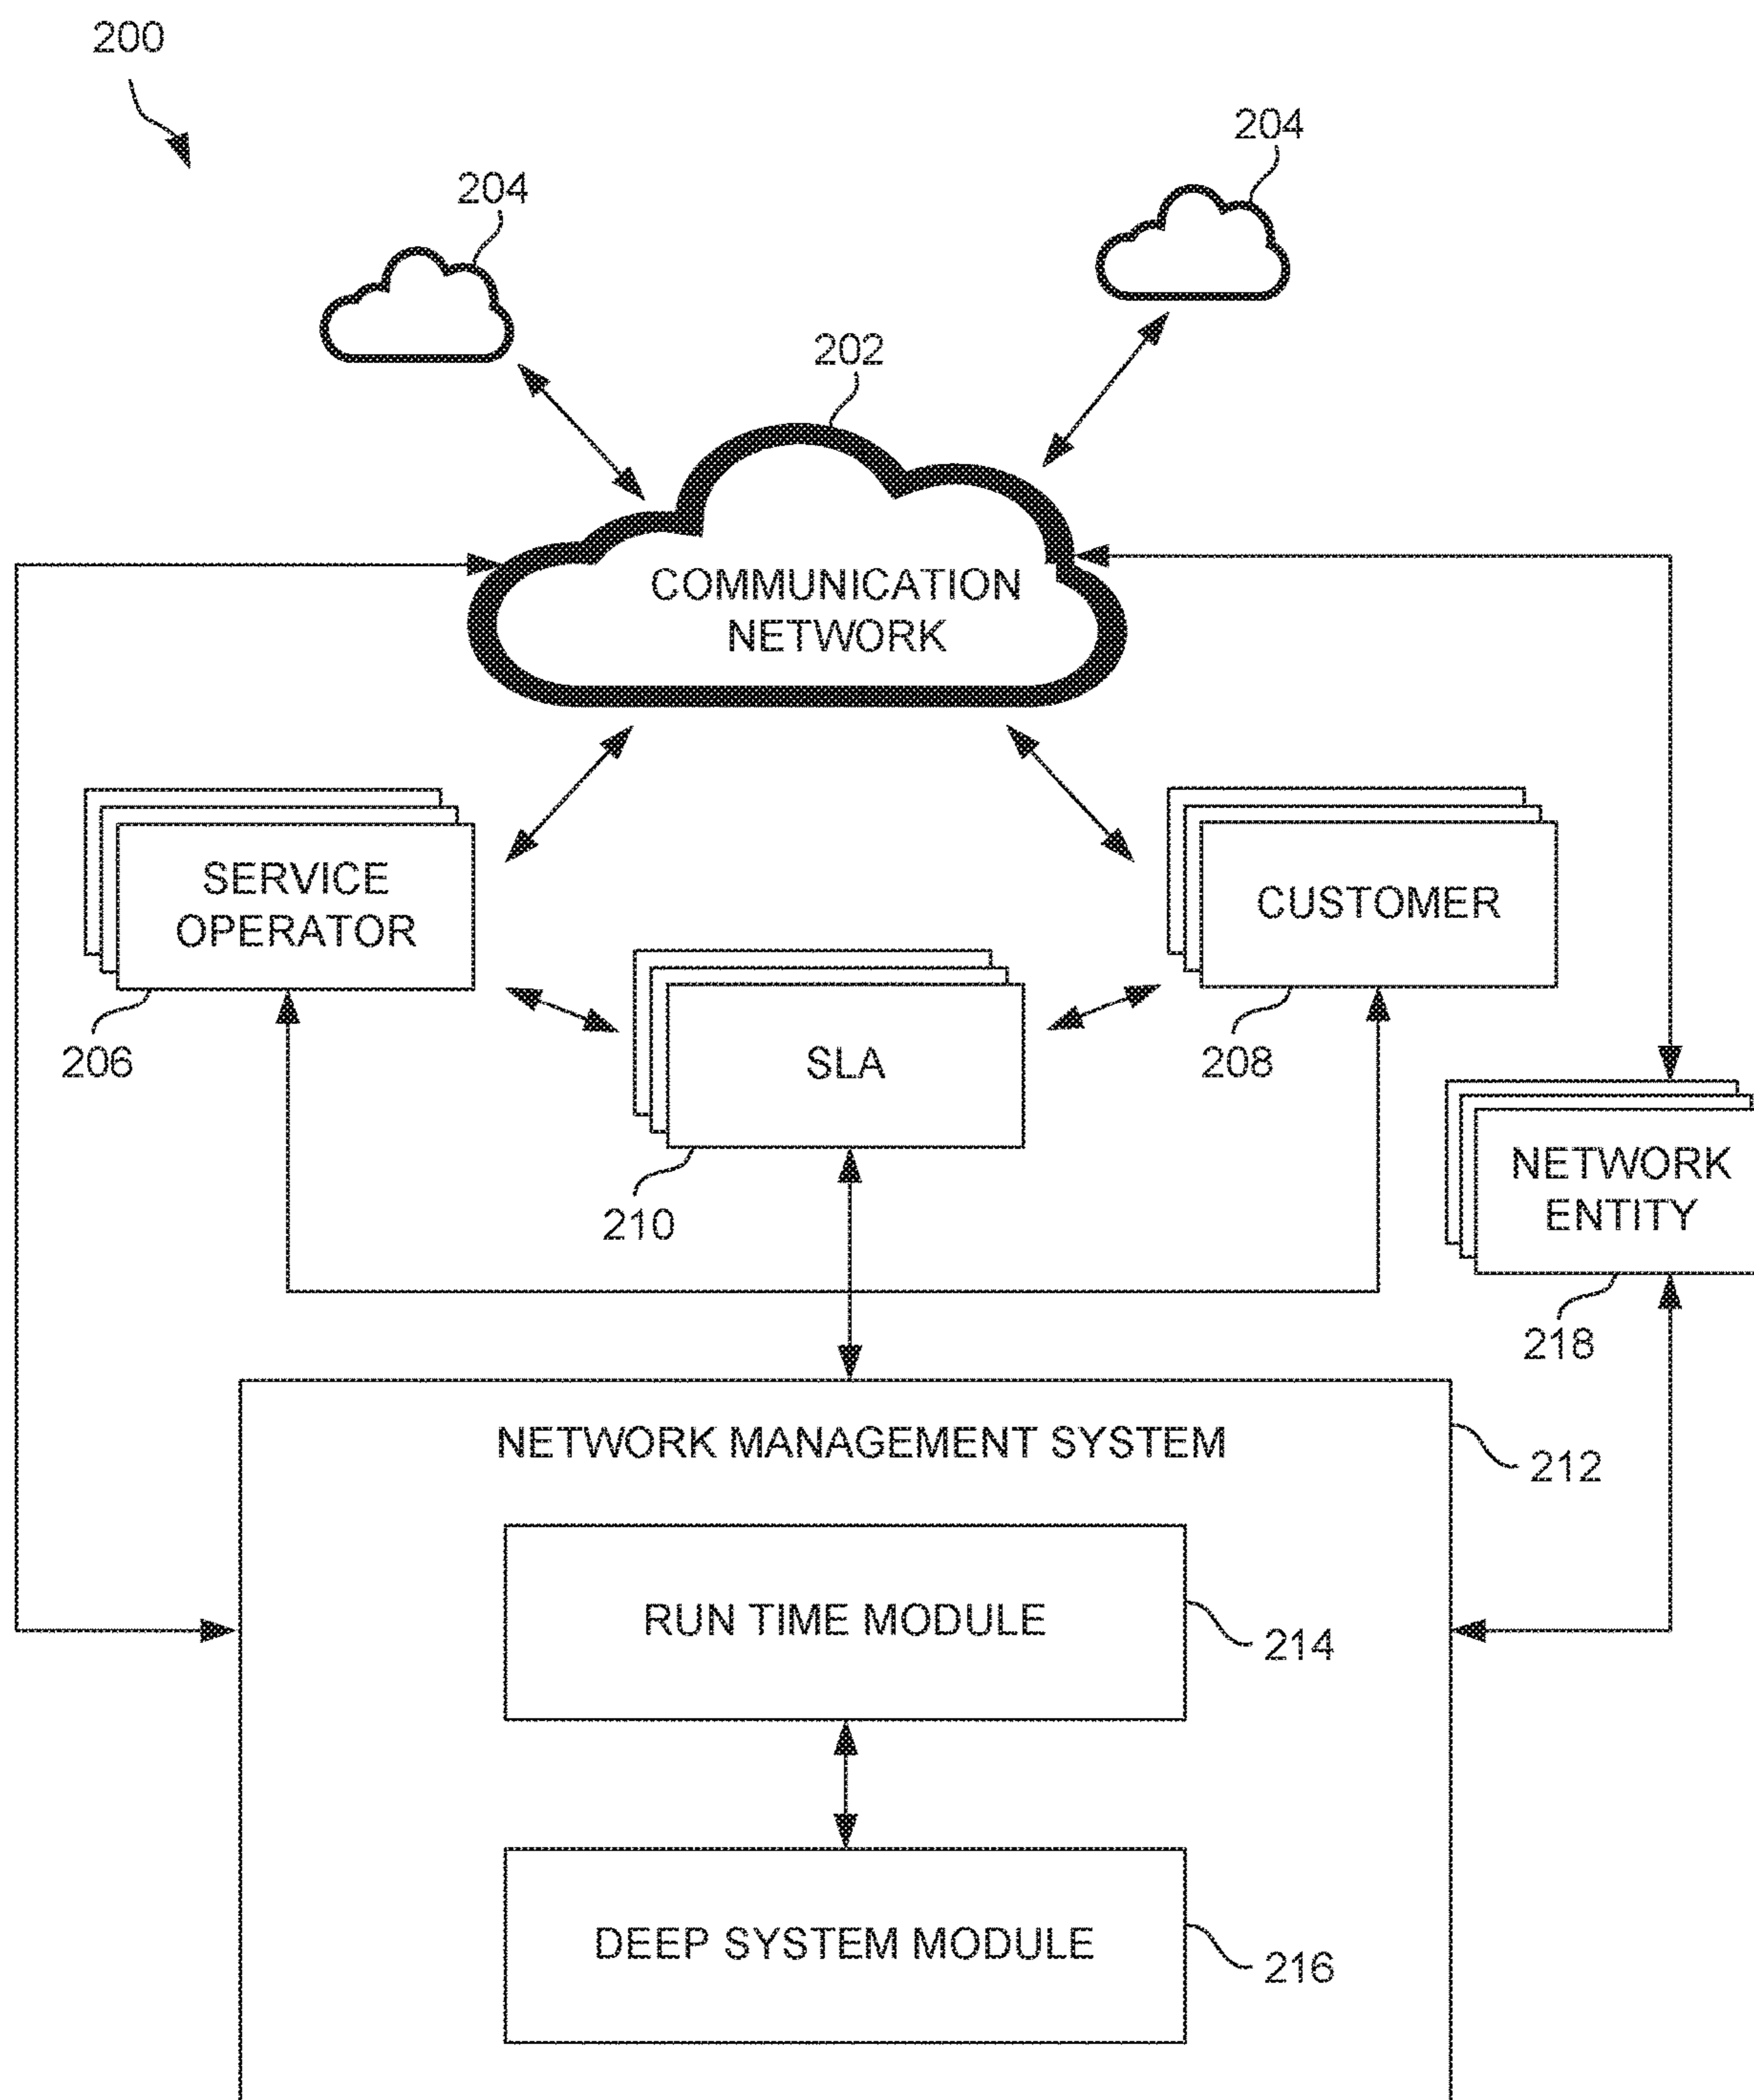 200
204
204
202
COMMUNICATION
NETWORK
SERVICE
OPERATOR
CUSTOMER
206
SLA
208
210
NETWORK
ENTITY
218
NETWORK MANAGEMENT SYSTEM
212
RUN TIME MODULE
214
DEEP SYSTEM MODULE
216